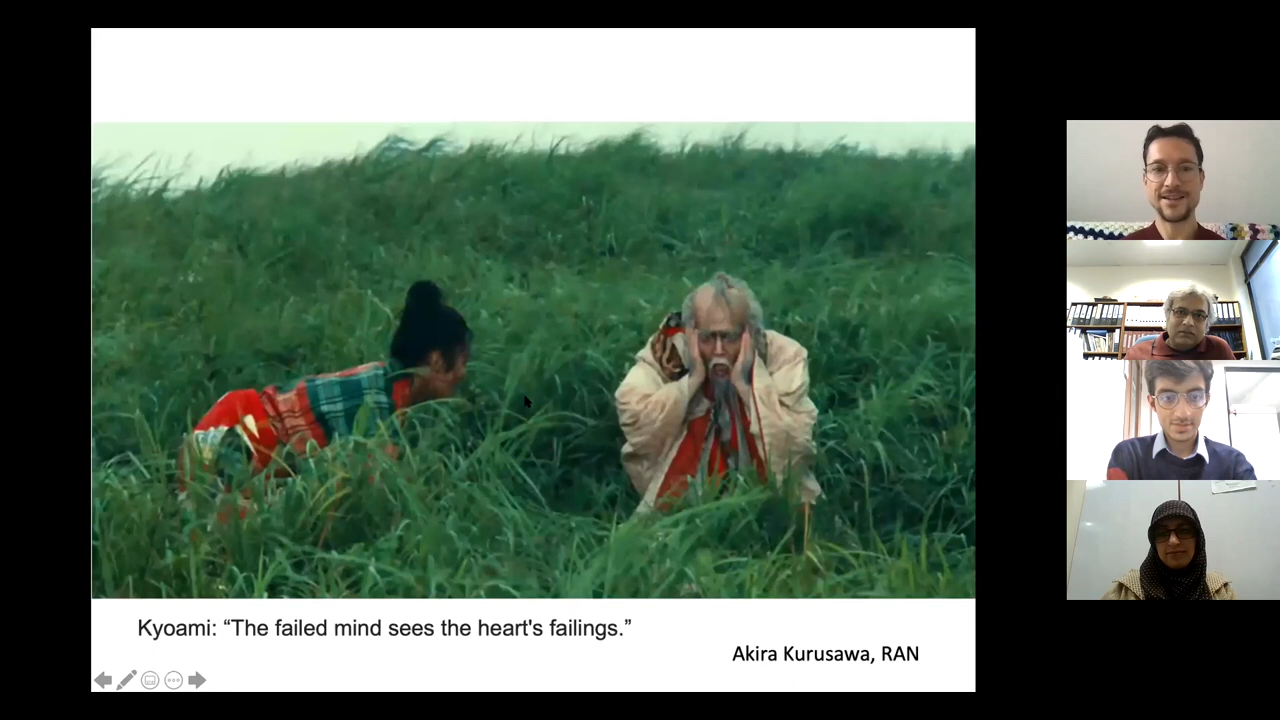 Kyoami: “The failed mind sees the heart's failings.”
Akira Kurusawa, RAN